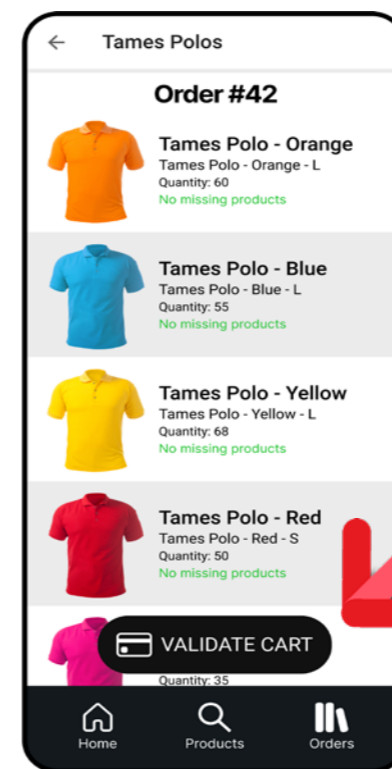 Tames Polos
Order #42
Tames Polo - Orange
Tames Polo - Orange - L
Quantity: 60
No missing products
Tames Polo - Blue
Tames Polo - Blue - L
Quantity: 55
No missing products
Tames Polo - Yellow
Tames Polo - Yellow - L
Quantity: 68
No missing products
Tames Polo - Red
Tames Polo - Red - S
Quantity: 50
No missing products
VALIDATE CART
Quantity: 35
Home
Products
Orders